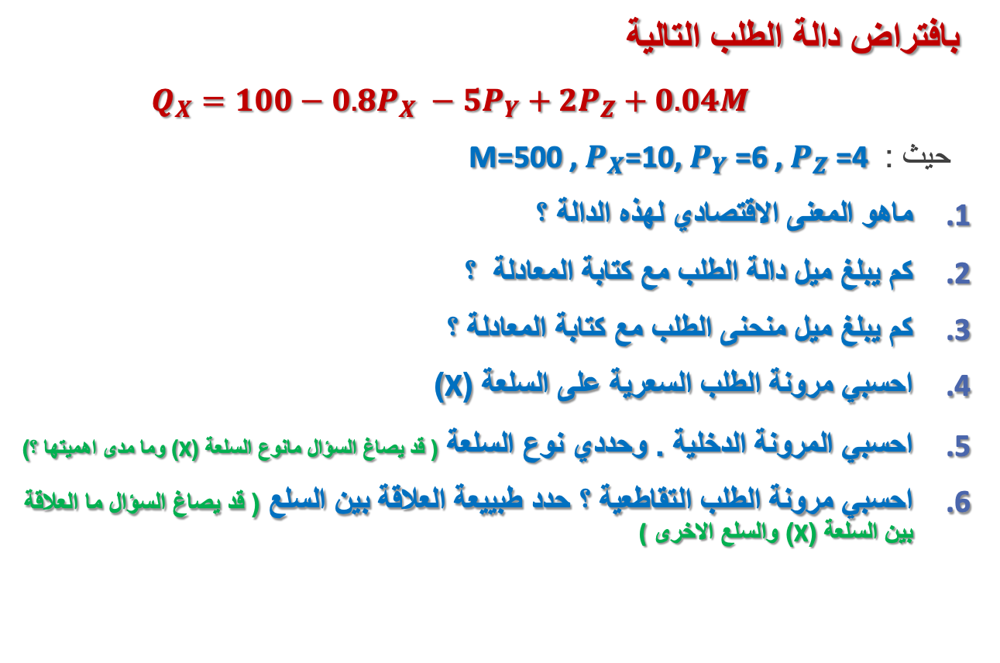 بافتراض دالة الطلب التالية
Q_X = 100 − 0.8P_X − 5P_Y + 2P_Z + 0.04M
حيث : M=500 , P_X=10, P_Y =6 , P_Z =4
1. ماهو المعنى الاقتصادي لهذه الدالة ؟
2. كم يبلغ ميل دالة الطلب مع كتابة المعادلة ؟
3. كم يبلغ ميل منحنى الطلب مع كتابة المعادلة ؟
4. احسبي مرونة الطلب السعرية على السلعة (X)
5. احسبي المرونة الدخلية . وحددي نوع السلعة ( قد يصاغ السؤال مانوع السلعة (X) وما مدى اهميتها ؟)
6. احسبي مرونة الطلب التقاطعية ؟ حدد طبييعة العلاقة بين السلع ( قد يصاغ السؤال ما العلاقة
بين السلعة (X) والسلع الاخرى )